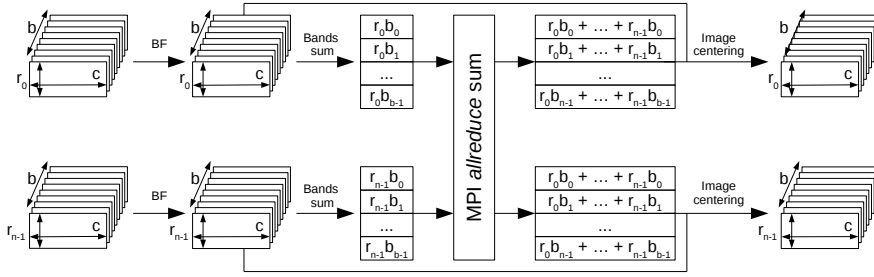 b
r0
c
BF
b
r0
c
Bands
sum
r0b0
r0b1
...
r0bb-1
MPI allreduce sum
r0b0 + ... + rn-1b0
r0b1 + ... + rn-1b1
...
r0bn-1 + ... + rn-1bb-1
Image
centering
b
r0
c
b
rn-1
c
BF
b
rn-1
c
Bands
sum
rn-1b0
rn-1b1
...
rn-1bb-1
r0b0 + ... + rn-1b0
r0b1 + ... + rn-1b1
...
r0bn-1 + ... + rn-1bb-1
Image
centering
b
rn-1
c